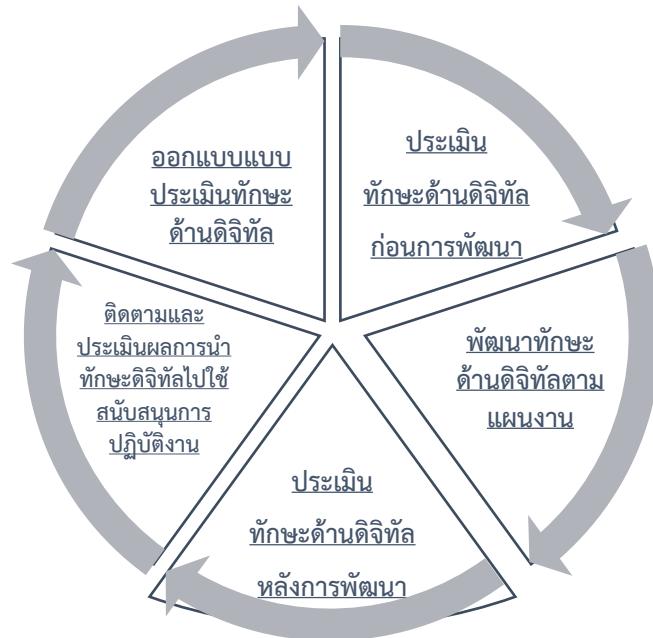 ออกแบบแบบ
ประเมินทักษะ
ด้านดิจิทัล
ประเมิน
ทักษะด้านดิจิทัล
ก่อนการพัฒนา
พัฒนาทักษะ
ด้านดิจิทัลตาม
แผนงาน
ประเมิน
ทักษะด้านดิจิทัล
หลังการพัฒนา
ติดตามและ
ประเมินผลการนำ
ทักษะดิจิทัลไปใช้
สนับสนุนการ
ปฏิบัติงาน